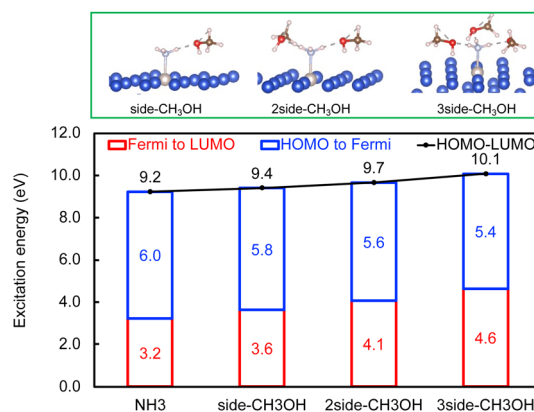 side-CH₃OH 2side-CH₃OH 3side-CH₃OH
Fermi to LUMO HOMO to Fermi HOMO-LUMO
Excitation energy (eV)
12.0
10.0
8.0
6.0
4.0
2.0
0.0
9.2 9.4 9.7 10.1
6.0 5.8 5.6 5.4
3.2 3.6 4.1 4.6
NH3 side-CH3OH 2side-CH3OH 3side-CH3OH